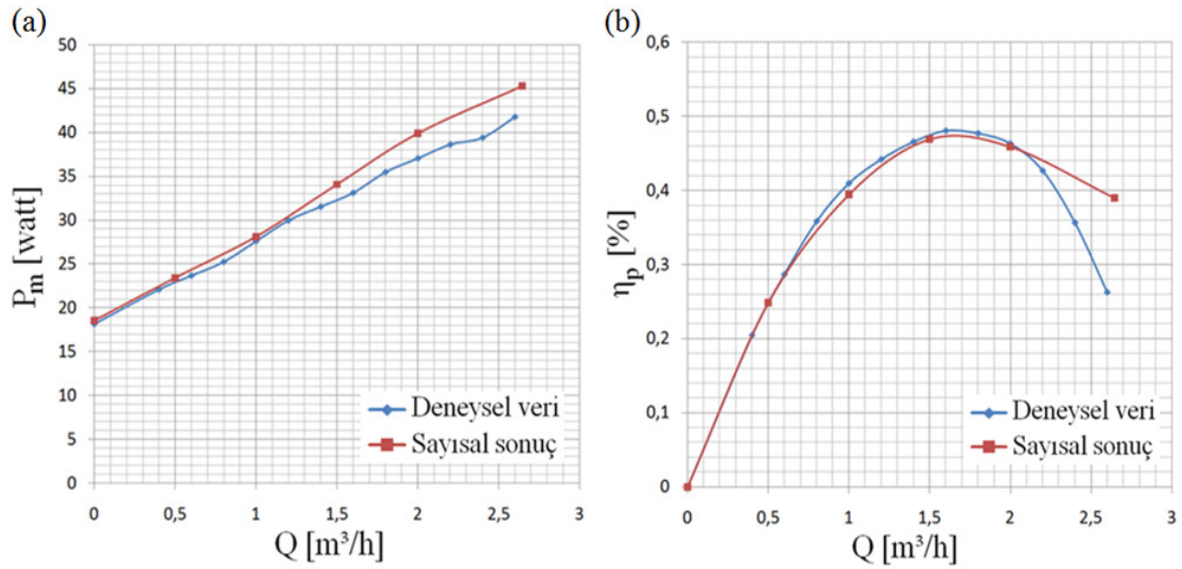 (a)
50
45
40
35
30
25
20
15
10
5
0
P_m [watt]
Deneysel veri
Sayısal sonuç
0 0,5 1 1,5 2 2,5 3
Q [m³/h]
(b)
0,6
0,5
0,4
0,3
0,2
0,1
0
η_p [%]
Deneysel veri
Sayısal sonuç
0 0,5 1 1,5 2 2,5 3
Q [m³/h]